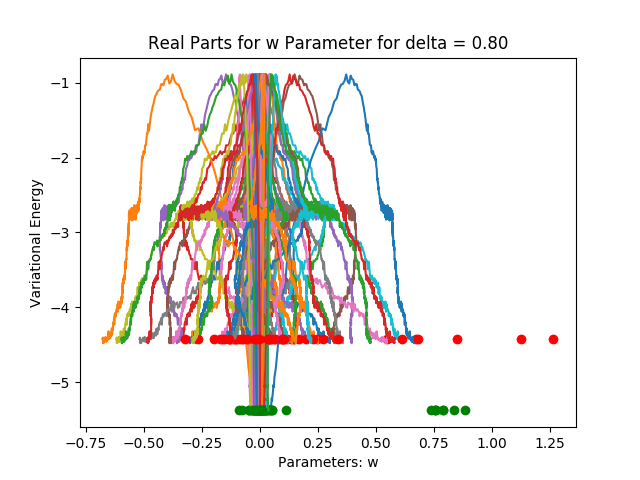 Real Parts for w Parameter for delta = 0.80
Variational Energy
−1
−2
−3
−4
−5
−0.75 −0.50 −0.25 0.00 0.25 0.50 0.75 1.00 1.25
Parameters: w